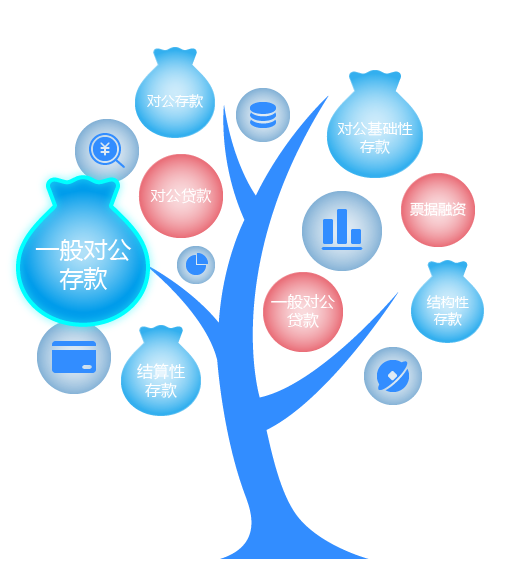 对公存款
对公基础性
存款
对公贷款
票据融资
一般对公
存款
一般对公
贷款
结构性
存款
结算性
存款